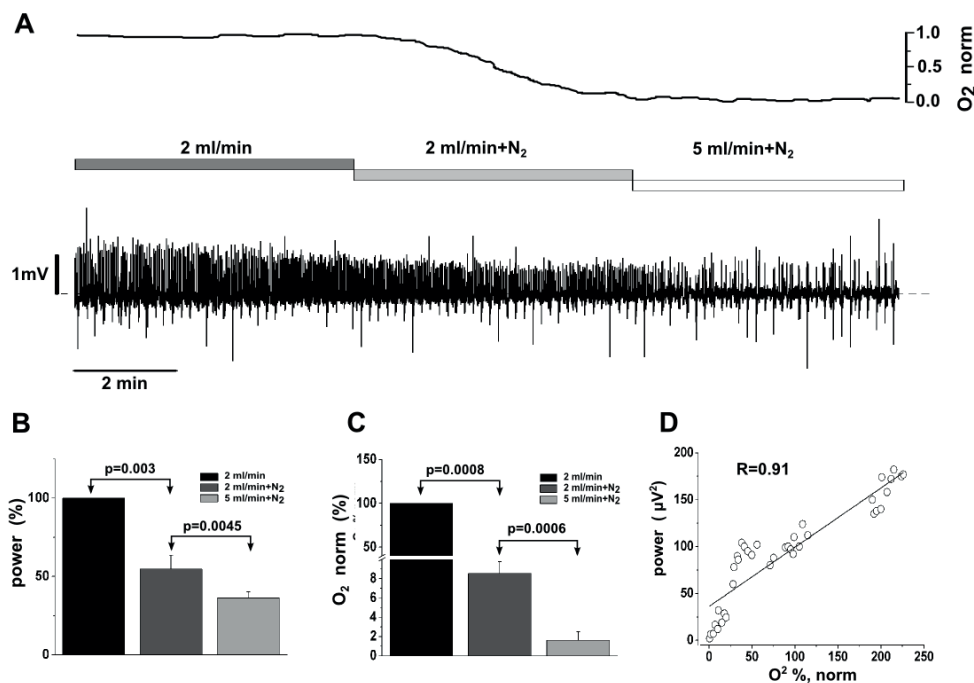 A
1.0
0.5
0.0
O2 norm
2 ml/min
2 ml/min+N2
5 ml/min+N2
1mV
2 min
B
p=0.003
2 ml/min
2 ml/min+N2
5 ml/min+N2
p=0.0045
100
50
0
power (%)
C
150
125
100
75
50
8
6
4
2
0
O2 norm (%)
p=0.0008
2 ml/min
2 ml/min+N2
5 ml/min+N2
p=0.0006
D
R=0.91
200
150
100
50
0
power ( µV2)
0 50 100 150 200 250
O2 %, norm